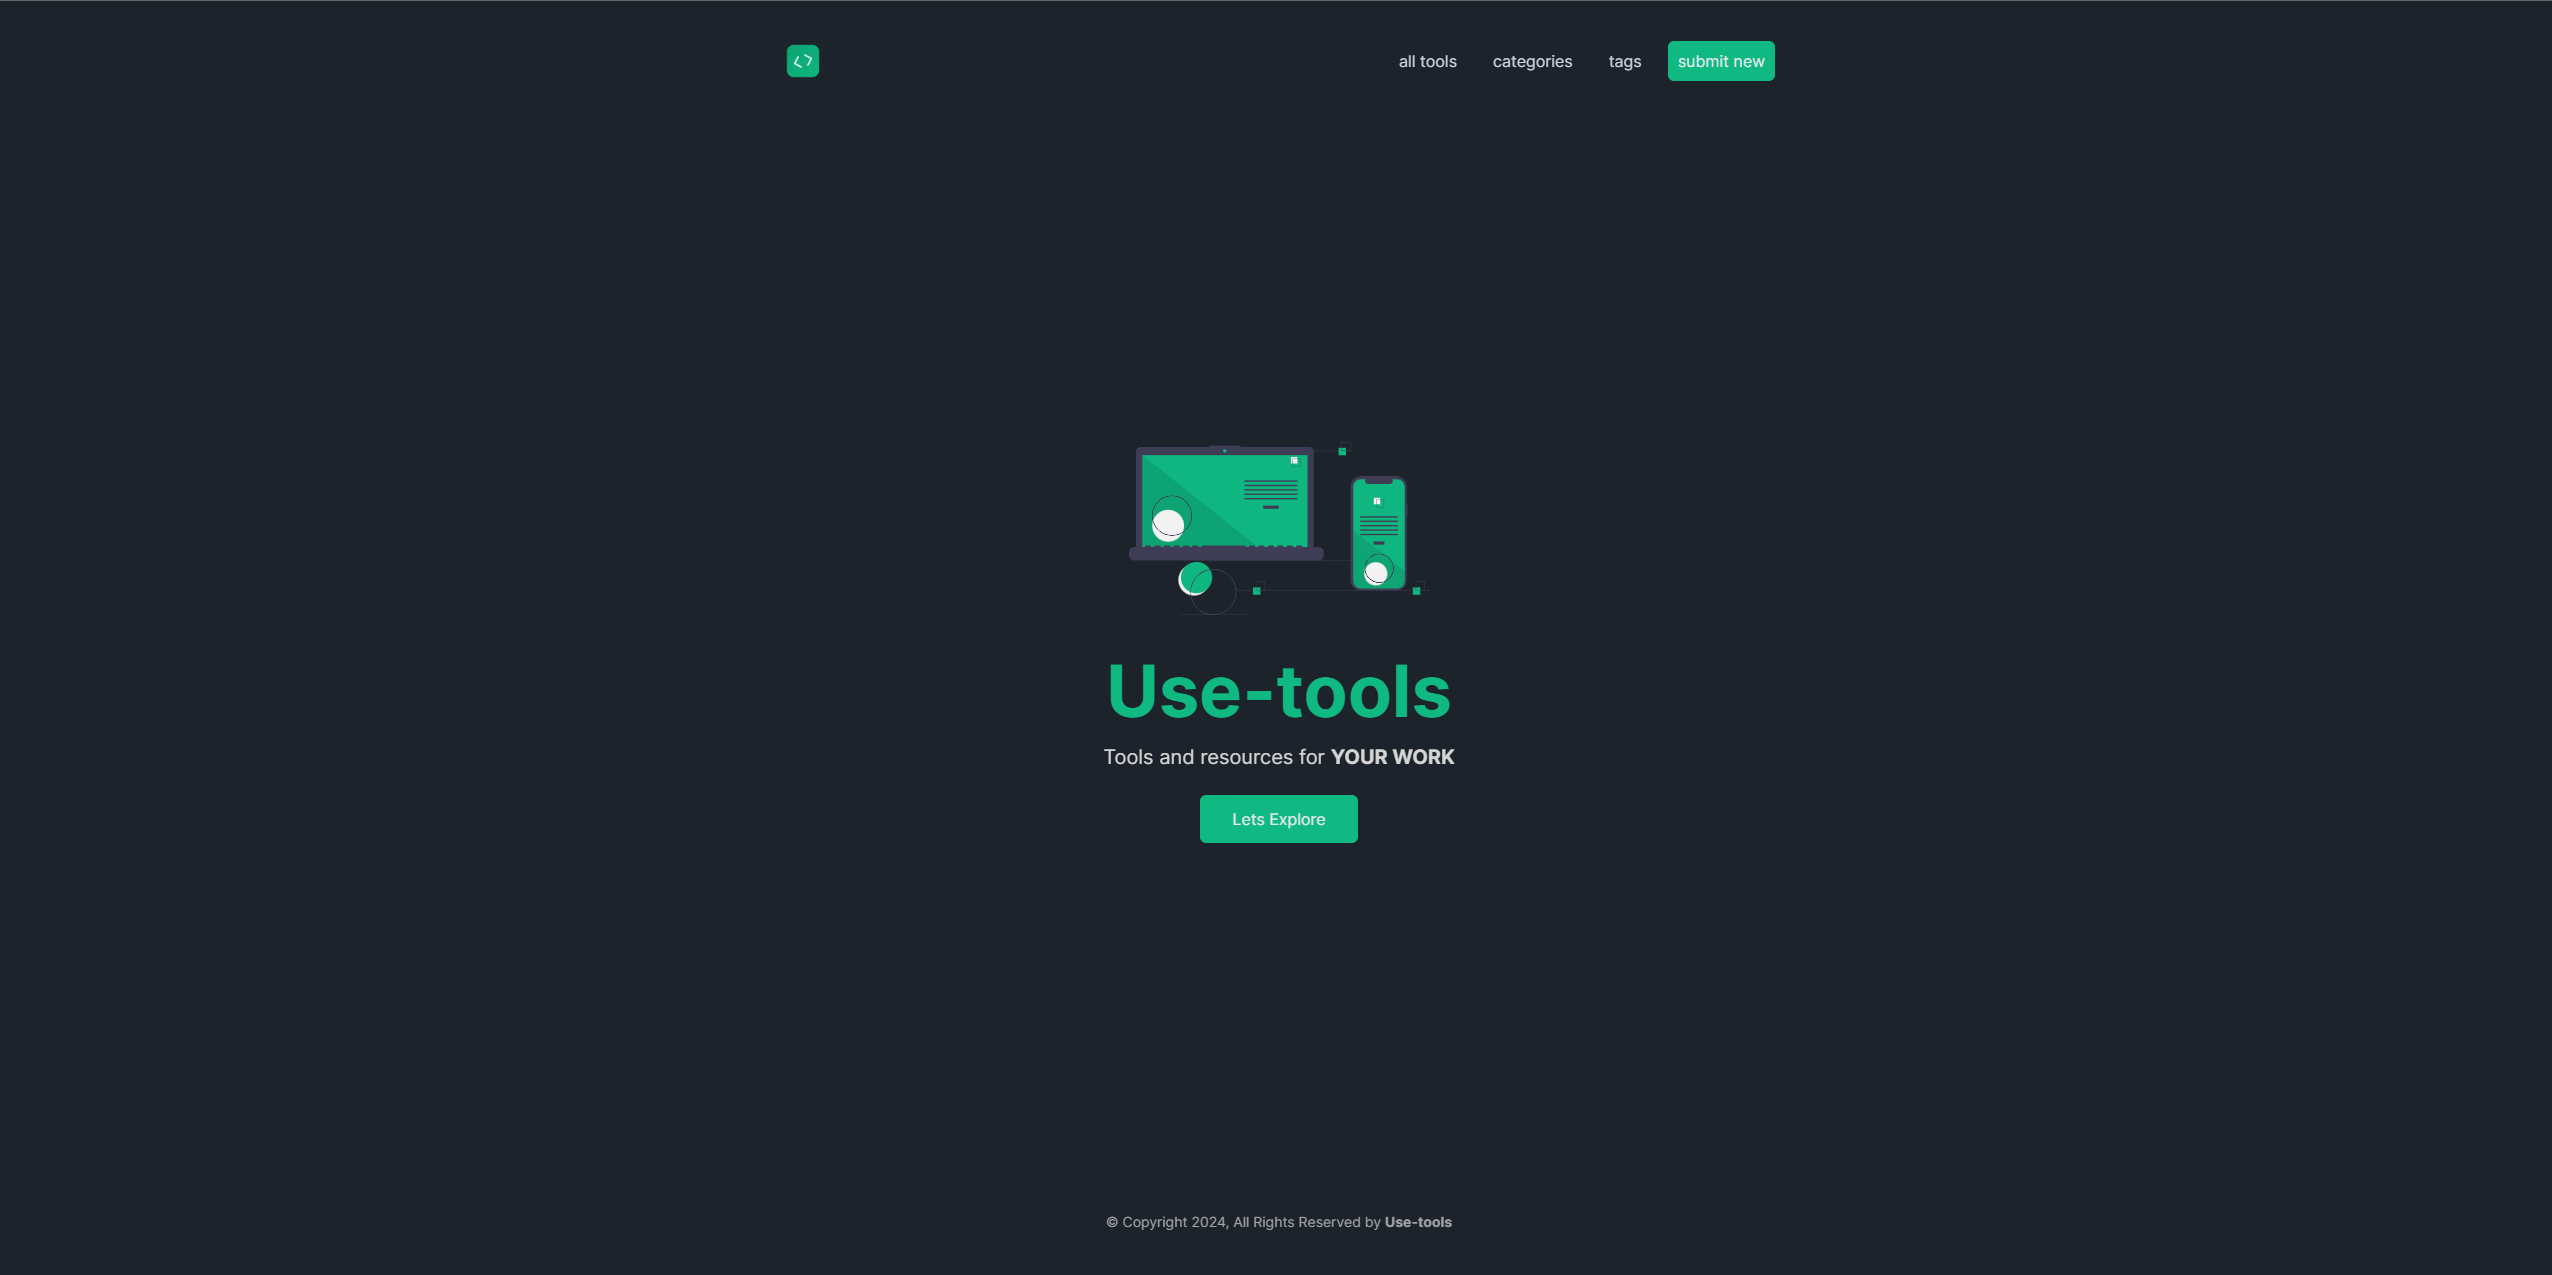 all tools categories tags submit new
Use-tools
Tools and resources for YOUR WORK
Lets Explore
© Copyright 2024, All Rights Reserved by Use-tools